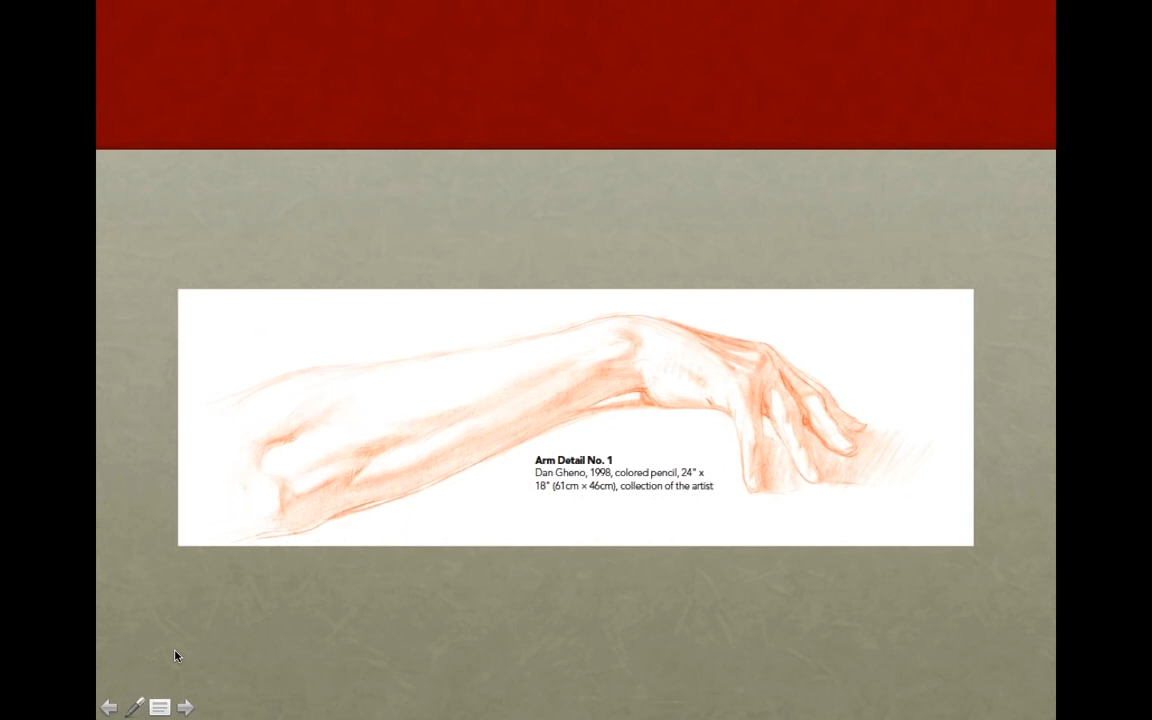 Arm Detail No. 1
Dan Gheno, 1998, colored pencil, 24" x
18" (61cm × 46cm), collection of the artist